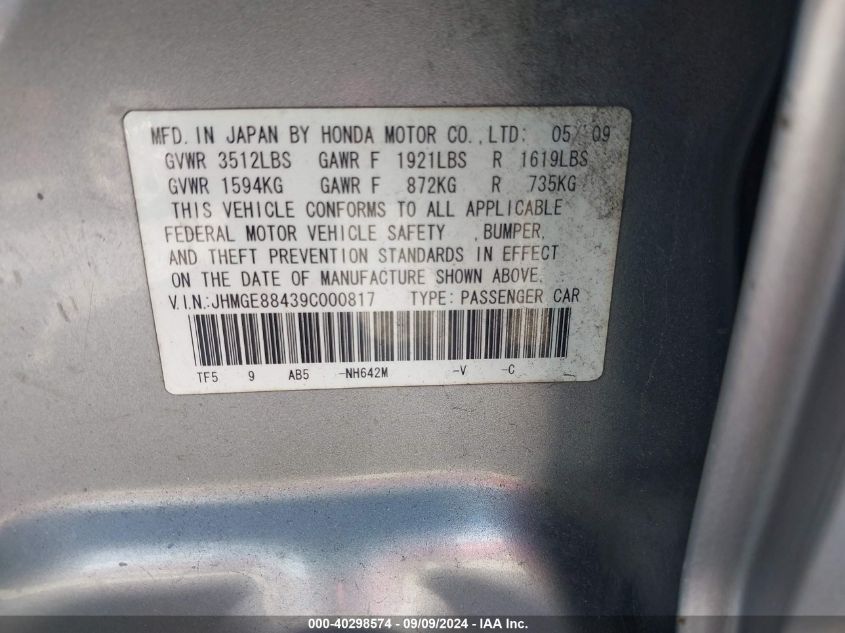 MFD. IN JAPAN BY HONDA MOTOR CO., LTD: 05/'09
GVWR 3512LBS GAWR F 1921LBS R 1619LBS
GVWR 1594KG GAWR F 872KG R 735KG
THIS VEHICLE CONFORMS TO ALL APPLICABLE
FEDERAL MOTOR VEHICLE SAFETY , BUMPER,
AND THEFT PREVENTION STANDARDS IN EFFECT
ON THE DATE OF MANUFACTURE SHOWN ABOVE.
V.I.N.:JHMGE88439C000817 TYPE: PASSENGER CAR
TF5 9 AB5 -NH642M -V -C
000-40298574 - 09/09/2024 - IAA Inc.